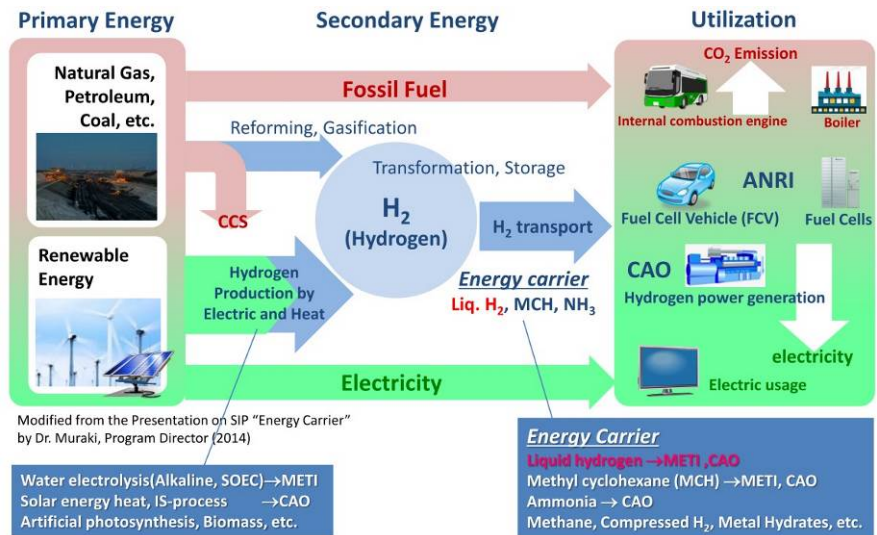 Primary Energy
Secondary Energy
Utilization
Natural Gas,
Petroleum,
Coal, etc.
Fossil Fuel
CO2 Emission
Internal combustion engine
Boiler
Reforming, Gasification
Transformation, Storage
CCS
H2
(Hydrogen)
H2 transport
ANRI
Fuel Cell Vehicle (FCV)
Fuel Cells
Renewable
Energy
Hydrogen
Production by
Electric and Heat
Energy carrier
Liq. H2, MCH, NH3
CAO
Hydrogen power generation
electricity
Electricity
Electric usage
Modified from the Presentation on SIP “Energy Carrier”
by Dr. Muraki, Program Director (2014)
Water electrolysis(Alkaline, SOEC)→METI
Solar energy heat, IS-process →CAO
Artificial photosynthesis, Biomass, etc.
Energy Carrier
Liquid hydrogen →METI ,CAO
Methyl cyclohexane (MCH) →METI, CAO
Ammonia → CAO
Methane, Compressed H2, Metal Hydrates, etc.